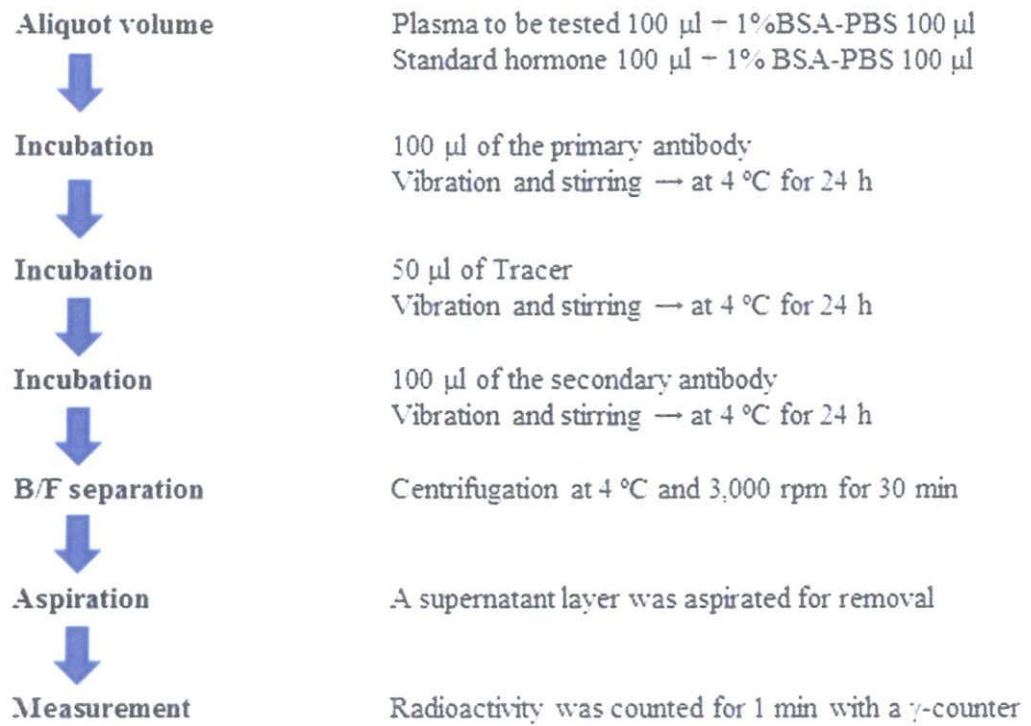 Aliquot volume
Plasma to be tested 100 µl − 1%BSA-PBS 100 µl
Standard hormone 100 µl − 1% BSA-PBS 100 µl
Incubation
100 µl of the primary antibody
Vibration and stirring → at 4 ºC for 24 h
Incubation
50 µl of Tracer
Vibration and stirring → at 4 ºC for 24 h
Incubation
100 µl of the secondary antibody
Vibration and stirring → at 4 ºC for 24 h
B/F separation
Centrifugation at 4 ºC and 3,000 rpm for 30 min
Aspiration
A supernatant layer was aspirated for removal
Measurement
Radioactivity was counted for 1 min with a γ-counter